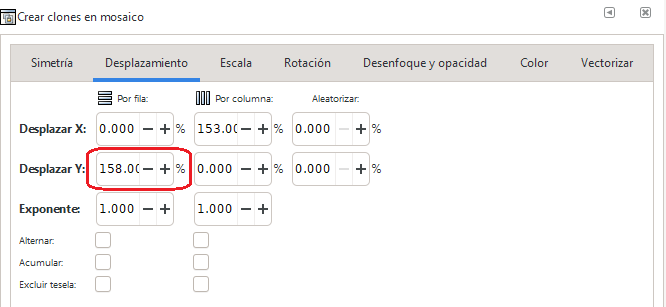 Crear clones en mosaico
Simetría Desplazamiento Escala Rotación Desenfoque y opacidad Color Vectorizar
Por fila: Por columna: Aleatorizar:
Desplazar X: 0.000 − + % 153.00 − + % 0.000 − + %
Desplazar Y: 158.00 − + % 0.000 − + % 0.000 − + %
Exponente: 1.000 − + 1.000 − +
Alternar:
Acumular:
Excluir tesela: